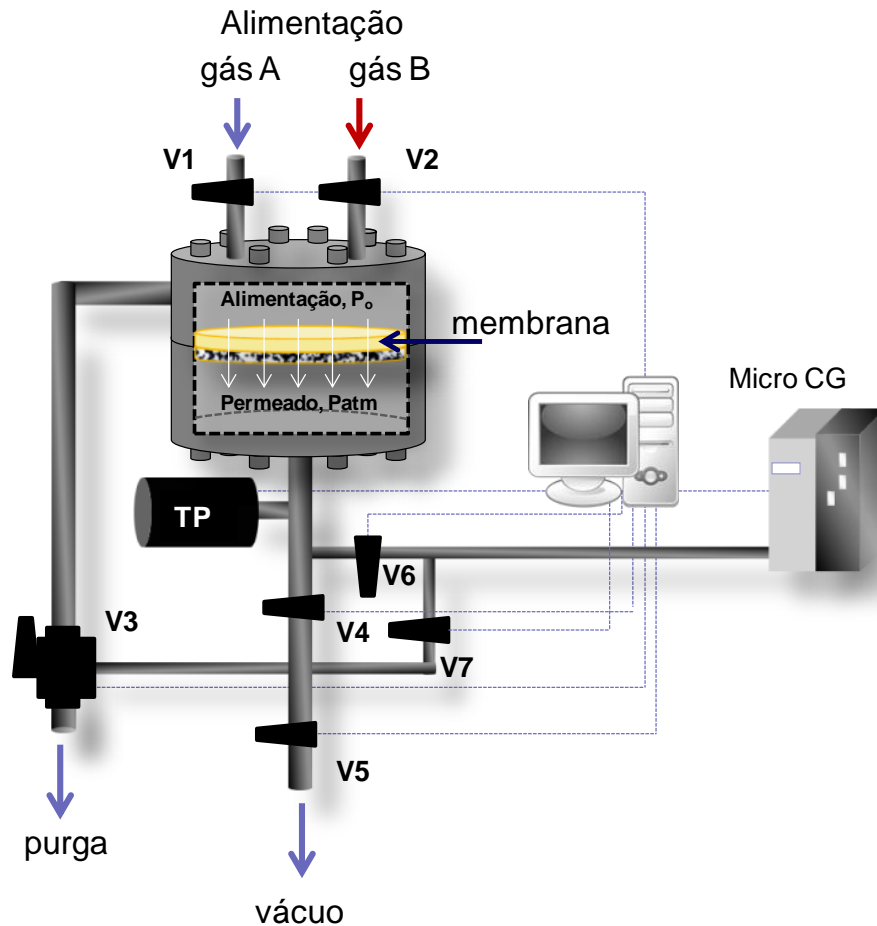 Alimentação
gás A
gás B
V1
V2
Alimentação, Po
membrana
Permeado, Patm
Micro CG
TP
V6
V3
V4
V7
V5
purga
vácuo